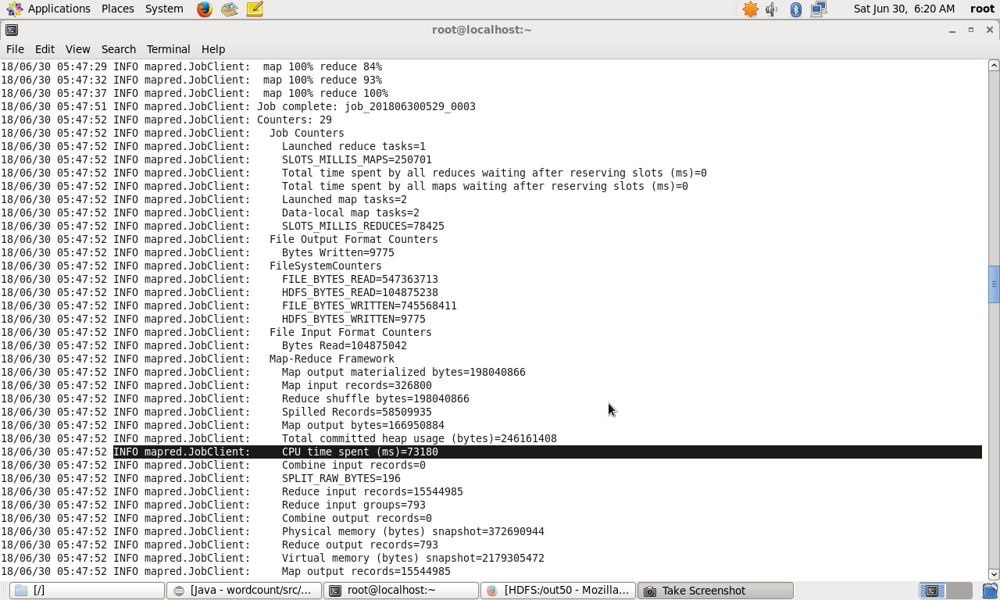 Applications Places System Sat Jun 30, 6:20 AM root
root@localhost:~
File Edit View Search Terminal Help
18/06/30 05:47:29 INFO mapred.JobClient:  map 100% reduce 84%
18/06/30 05:47:32 INFO mapred.JobClient:  map 100% reduce 93%
18/06/30 05:47:37 INFO mapred.JobClient:  map 100% reduce 100%
18/06/30 05:47:51 INFO mapred.JobClient: Job complete: job_201806300529_0003
18/06/30 05:47:52 INFO mapred.JobClient: Counters: 29
18/06/30 05:47:52 INFO mapred.JobClient:   Job Counters
18/06/30 05:47:52 INFO mapred.JobClient:     Launched reduce tasks=1
18/06/30 05:47:52 INFO mapred.JobClient:     SLOTS_MILLIS_MAPS=250701
18/06/30 05:47:52 INFO mapred.JobClient:     Total time spent by all reduces waiting after reserving slots (ms)=0
18/06/30 05:47:52 INFO mapred.JobClient:     Total time spent by all maps waiting after reserving slots (ms)=0
18/06/30 05:47:52 INFO mapred.JobClient:     Launched map tasks=2
18/06/30 05:47:52 INFO mapred.JobClient:     Data-local map tasks=2
18/06/30 05:47:52 INFO mapred.JobClient:     SLOTS_MILLIS_REDUCES=78425
18/06/30 05:47:52 INFO mapred.JobClient:   File Output Format Counters
18/06/30 05:47:52 INFO mapred.JobClient:     Bytes Written=9775
18/06/30 05:47:52 INFO mapred.JobClient:   FileSystemCounters
18/06/30 05:47:52 INFO mapred.JobClient:     FILE_BYTES_READ=547363713
18/06/30 05:47:52 INFO mapred.JobClient:     HDFS_BYTES_READ=104875238
18/06/30 05:47:52 INFO mapred.JobClient:     FILE_BYTES_WRITTEN=745568411
18/06/30 05:47:52 INFO mapred.JobClient:     HDFS_BYTES_WRITTEN=9775
18/06/30 05:47:52 INFO mapred.JobClient:   File Input Format Counters
18/06/30 05:47:52 INFO mapred.JobClient:     Bytes Read=104875042
18/06/30 05:47:52 INFO mapred.JobClient:   Map-Reduce Framework
18/06/30 05:47:52 INFO mapred.JobClient:     Map output materialized bytes=198040866
18/06/30 05:47:52 INFO mapred.JobClient:     Map input records=326800
18/06/30 05:47:52 INFO mapred.JobClient:     Reduce shuffle bytes=198040866
18/06/30 05:47:52 INFO mapred.JobClient:     Spilled Records=58509935
18/06/30 05:47:52 INFO mapred.JobClient:     Map output bytes=166950884
18/06/30 05:47:52 INFO mapred.JobClient:     Total committed heap usage (bytes)=246161408
18/06/30 05:47:52 INFO mapred.JobClient:     CPU time spent (ms)=73180
18/06/30 05:47:52 INFO mapred.JobClient:     Combine input records=0
18/06/30 05:47:52 INFO mapred.JobClient:     SPLIT_RAW_BYTES=196
18/06/30 05:47:52 INFO mapred.JobClient:     Reduce input records=15544985
18/06/30 05:47:52 INFO mapred.JobClient:     Reduce input groups=793
18/06/30 05:47:52 INFO mapred.JobClient:     Combine output records=0
18/06/30 05:47:52 INFO mapred.JobClient:     Physical memory (bytes) snapshot=372690944
18/06/30 05:47:52 INFO mapred.JobClient:     Reduce output records=793
18/06/30 05:47:52 INFO mapred.JobClient:     Virtual memory (bytes) snapshot=2179305472
18/06/30 05:47:52 INFO mapred.JobClient:     Map output records=15544985
[/] [Java - wordcount/src/... root@localhost:~ [HDFS:/out50 - Mozilla... Take Screenshot